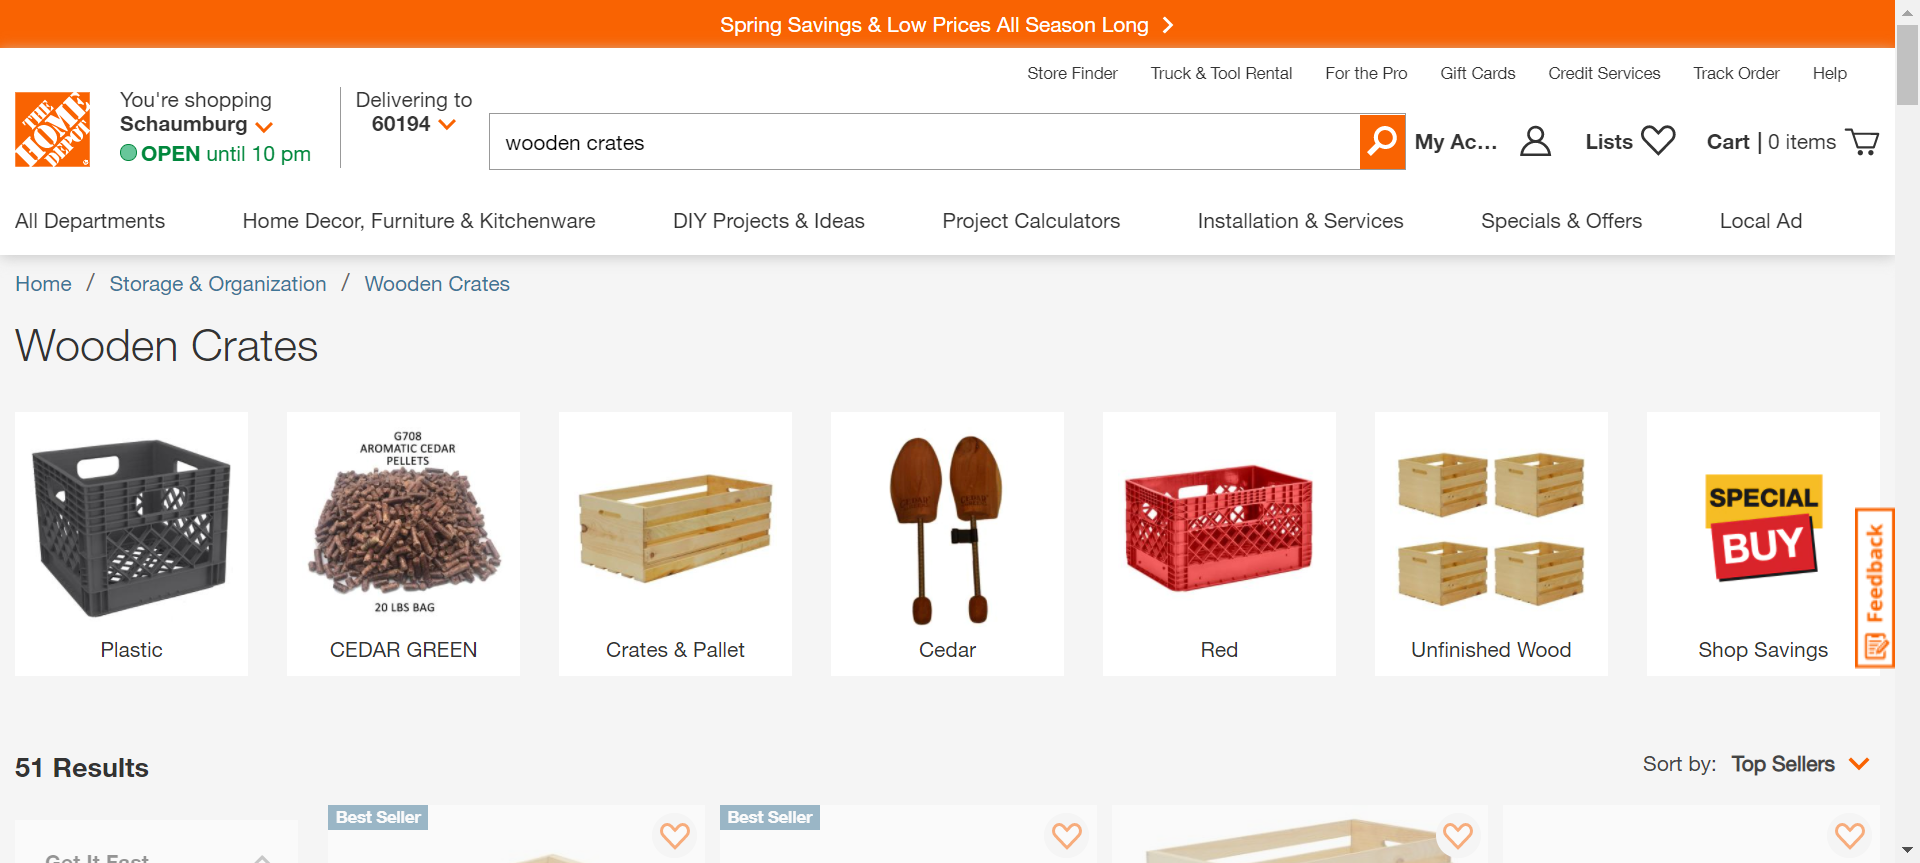 Spring Savings & Low Prices All Season Long
Store Finder
Truck & Tool Rental
For the Pro
Gift Cards
Credit Services
Track Order
Help
THE HOME DEPOT
You're shopping
Schaumburg
OPEN until 10 pm
Delivering to
60194
wooden crates
My Ac...
Lists
Cart | 0 items
All Departments
Home Decor, Furniture & Kitchenware
DIY Projects & Ideas
Project Calculators
Installation & Services
Specials & Offers
Local Ad
Home / Storage & Organization / Wooden Crates
Wooden Crates
Plastic
G708
AROMATIC CEDAR
PELLETS
20 LBS BAG
CEDAR GREEN
Crates & Pallet
Cedar
Red
Unfinished Wood
SPECIAL
BUY
Shop Savings
Feedback
51 Results
Sort by: Top Sellers
Best Seller
Best Seller
Get It Fast